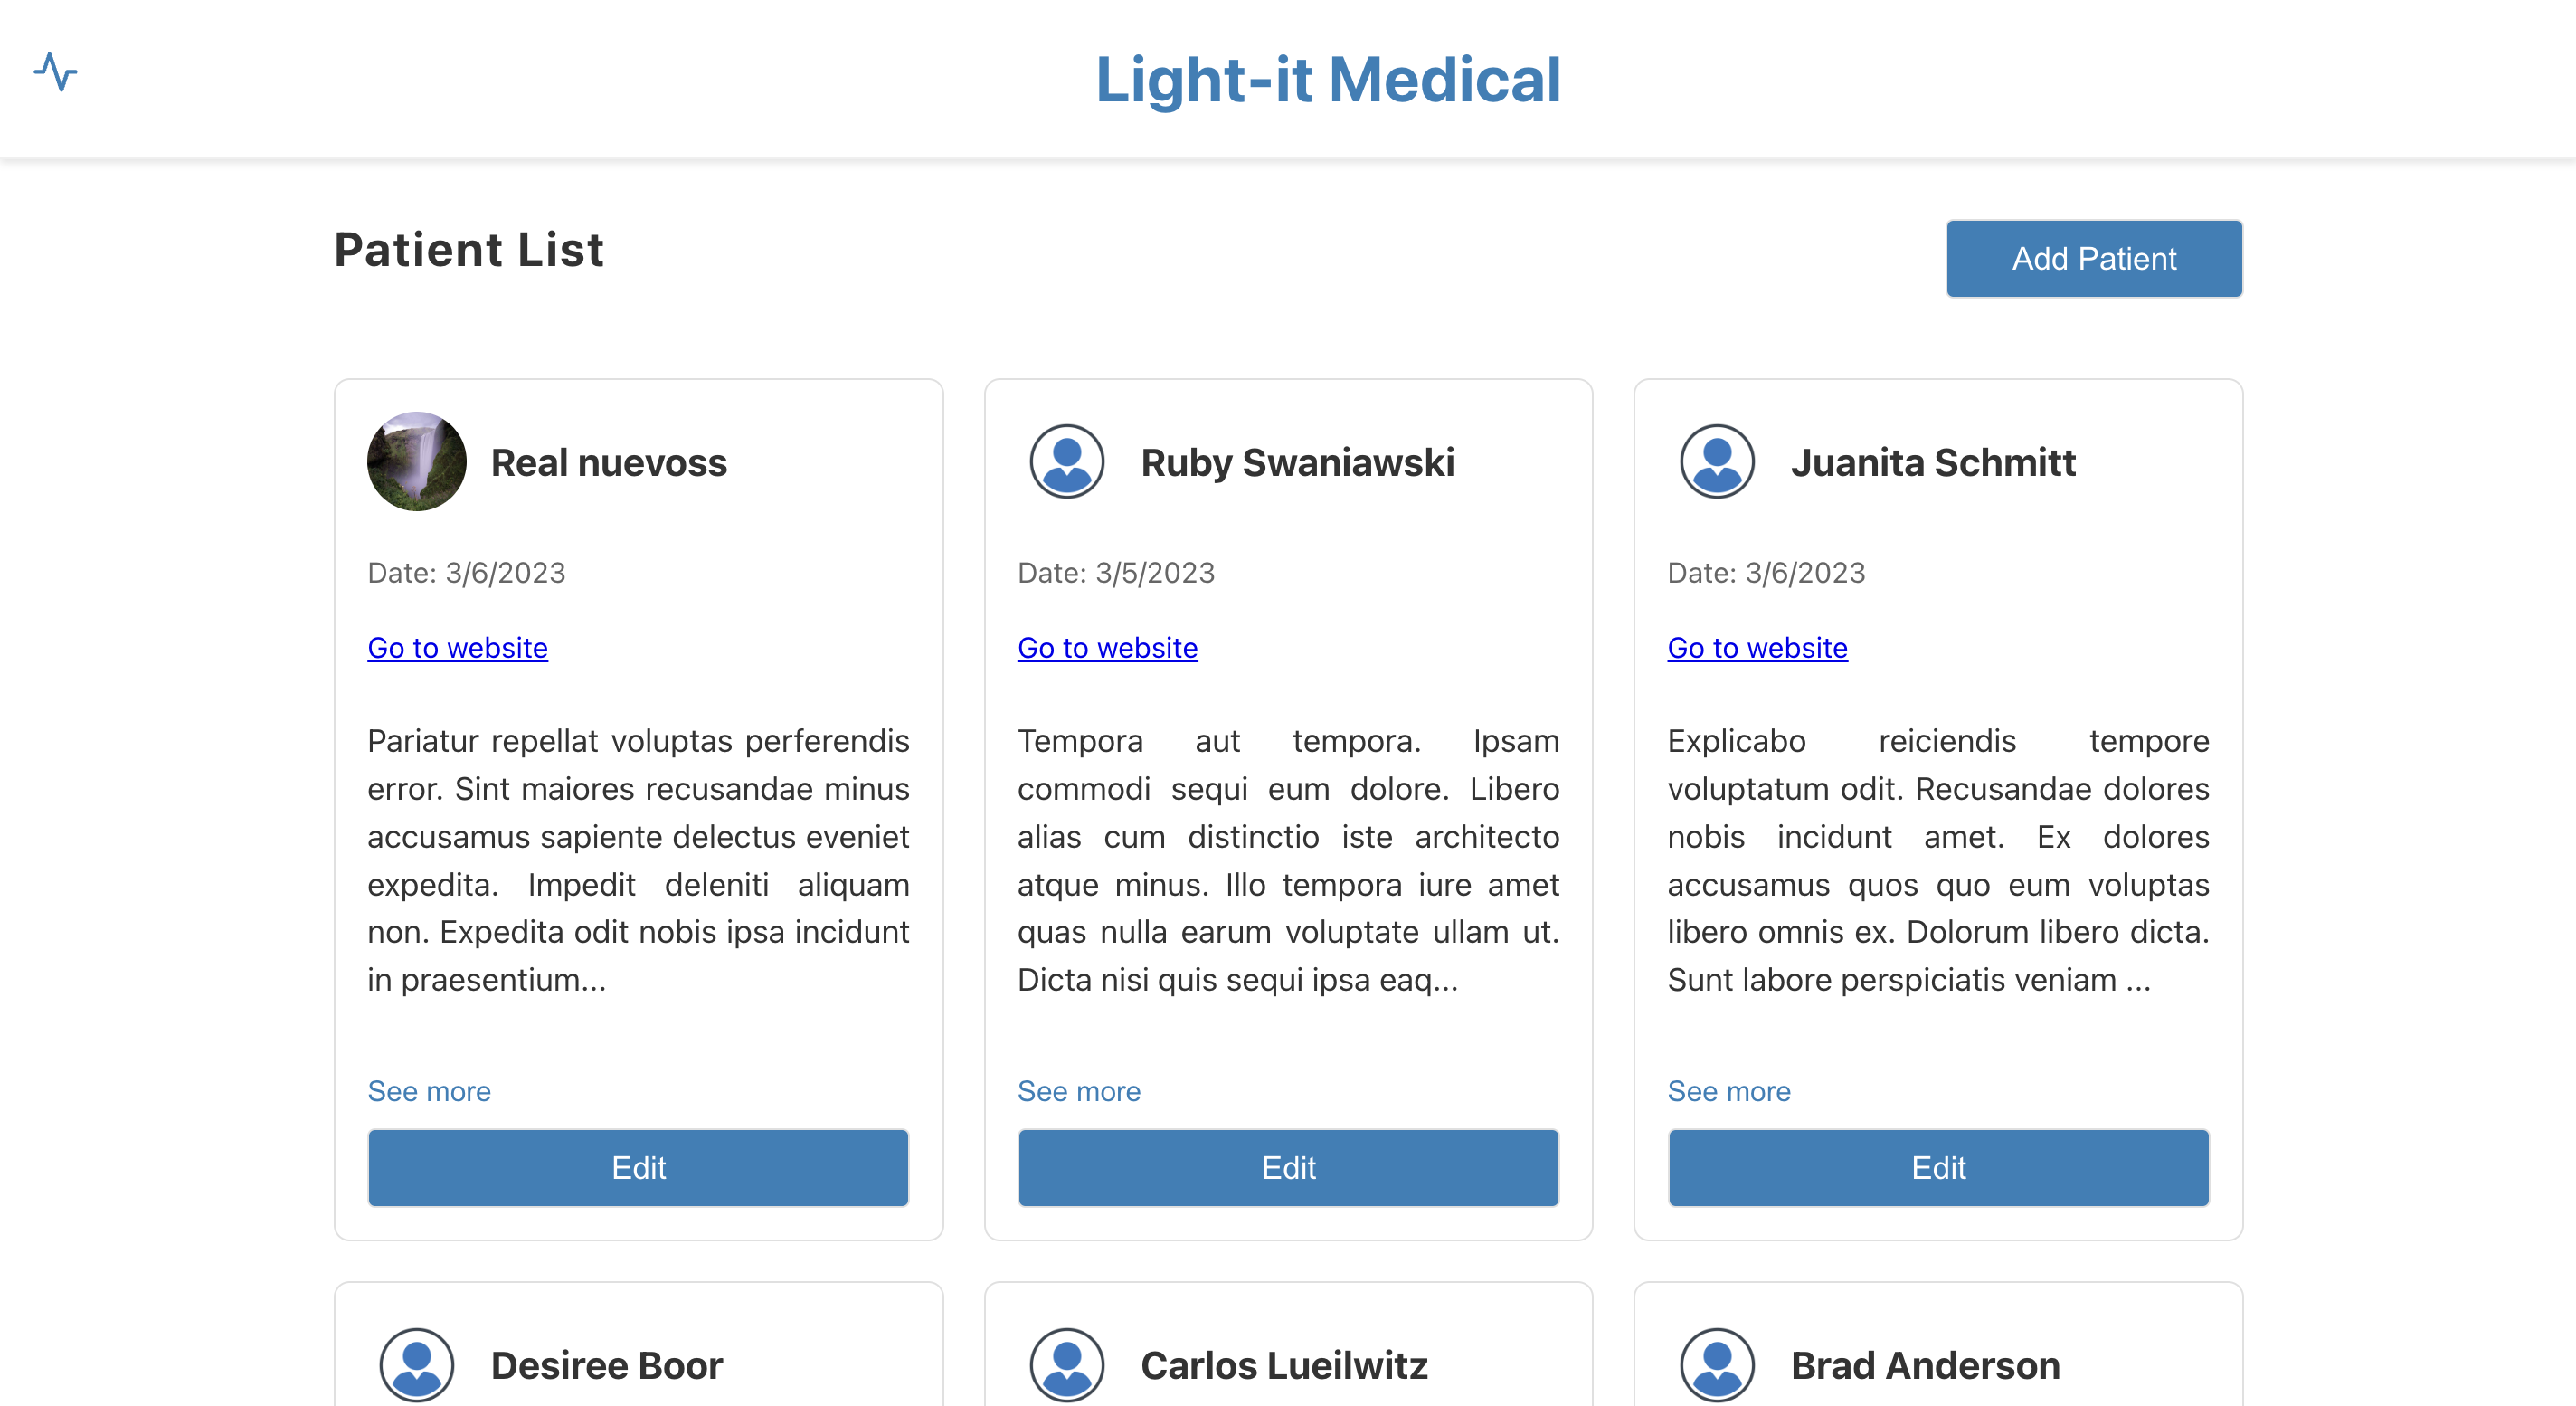 Light-it Medical
Patient List
Add Patient
Real nuevoss
Date: 3/6/2023
Go to website
Pariatur repellat voluptas perferendis
error. Sint maiores recusandae minus
accusamus sapiente delectus eveniet
expedita. Impedit deleniti aliquam
non. Expedita odit nobis ipsa incidunt
in praesentium...
See more
Edit
Ruby Swaniawski
Date: 3/5/2023
Go to website
Tempora aut tempora. Ipsam
commodi sequi eum dolore. Libero
alias cum distinctio iste architecto
atque minus. Illo tempora iure amet
quas nulla earum voluptate ullam ut.
Dicta nisi quis sequi ipsa eaq...
See more
Edit
Juanita Schmitt
Date: 3/6/2023
Go to website
Explicabo reiciendis tempore
voluptatum odit. Recusandae dolores
nobis incidunt amet. Ex dolores
accusamus quos quo eum voluptas
libero omnis ex. Dolorum libero dicta.
Sunt labore perspiciatis veniam ...
See more
Edit
Desiree Boor
Carlos Lueilwitz
Brad Anderson